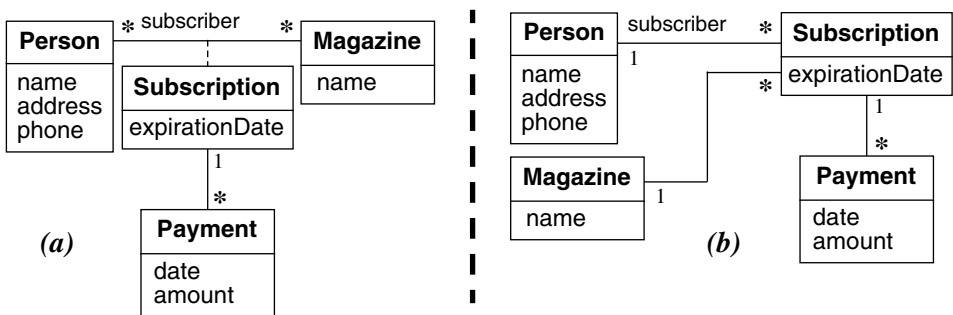 * subscriber *
Person
Magazine
name
address
phone
name
Subscription
expirationDate
1
*
Payment
date
amount
(a)
Person
subscriber
*
1
Subscription
name
address
phone
expirationDate
*
1
*
Magazine
1
name
Payment
date
amount
(b)